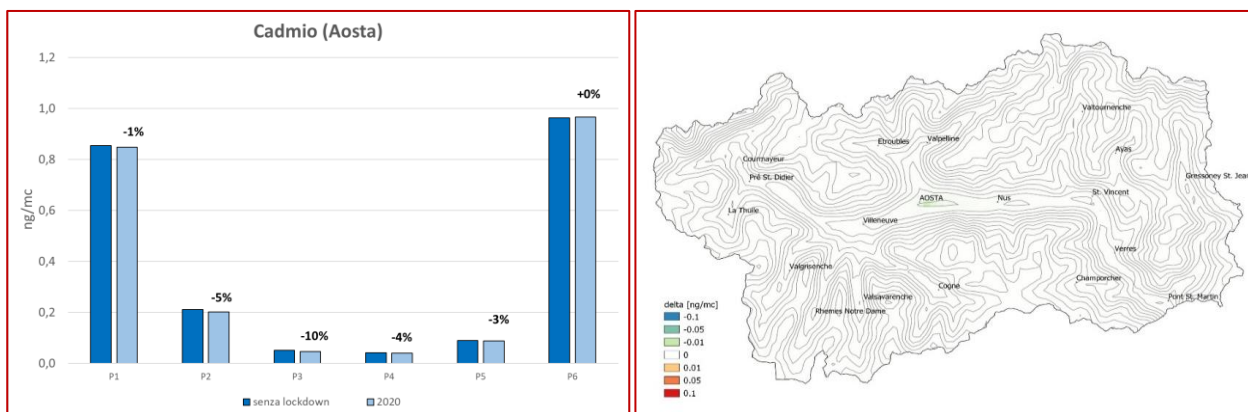 Cadmio (Aosta)
1,2
1,0
0,8
0,6
0,4
0,2
0,0
ng/mc
-1%
-5%
-10%
-4%
-3%
+0%
P1 P2 P3 P4 P5 P6
senza lockdown 2020
Valtournenche
Etroubles Valpelline
Ayas
Courmayeur
Pré St. Didier
Gressoney St. Jean
St. Vincent
AOSTA Nus
La Thuile
Villeneuve
Verres
Valgrisenche
Champorcher
Cogne
Valsavarenche
Pont St. Martin
Rhemes Notre Dame
delta [ng/mc]
-0.1
-0.05
-0.01
0
0.01
0.05
0.1